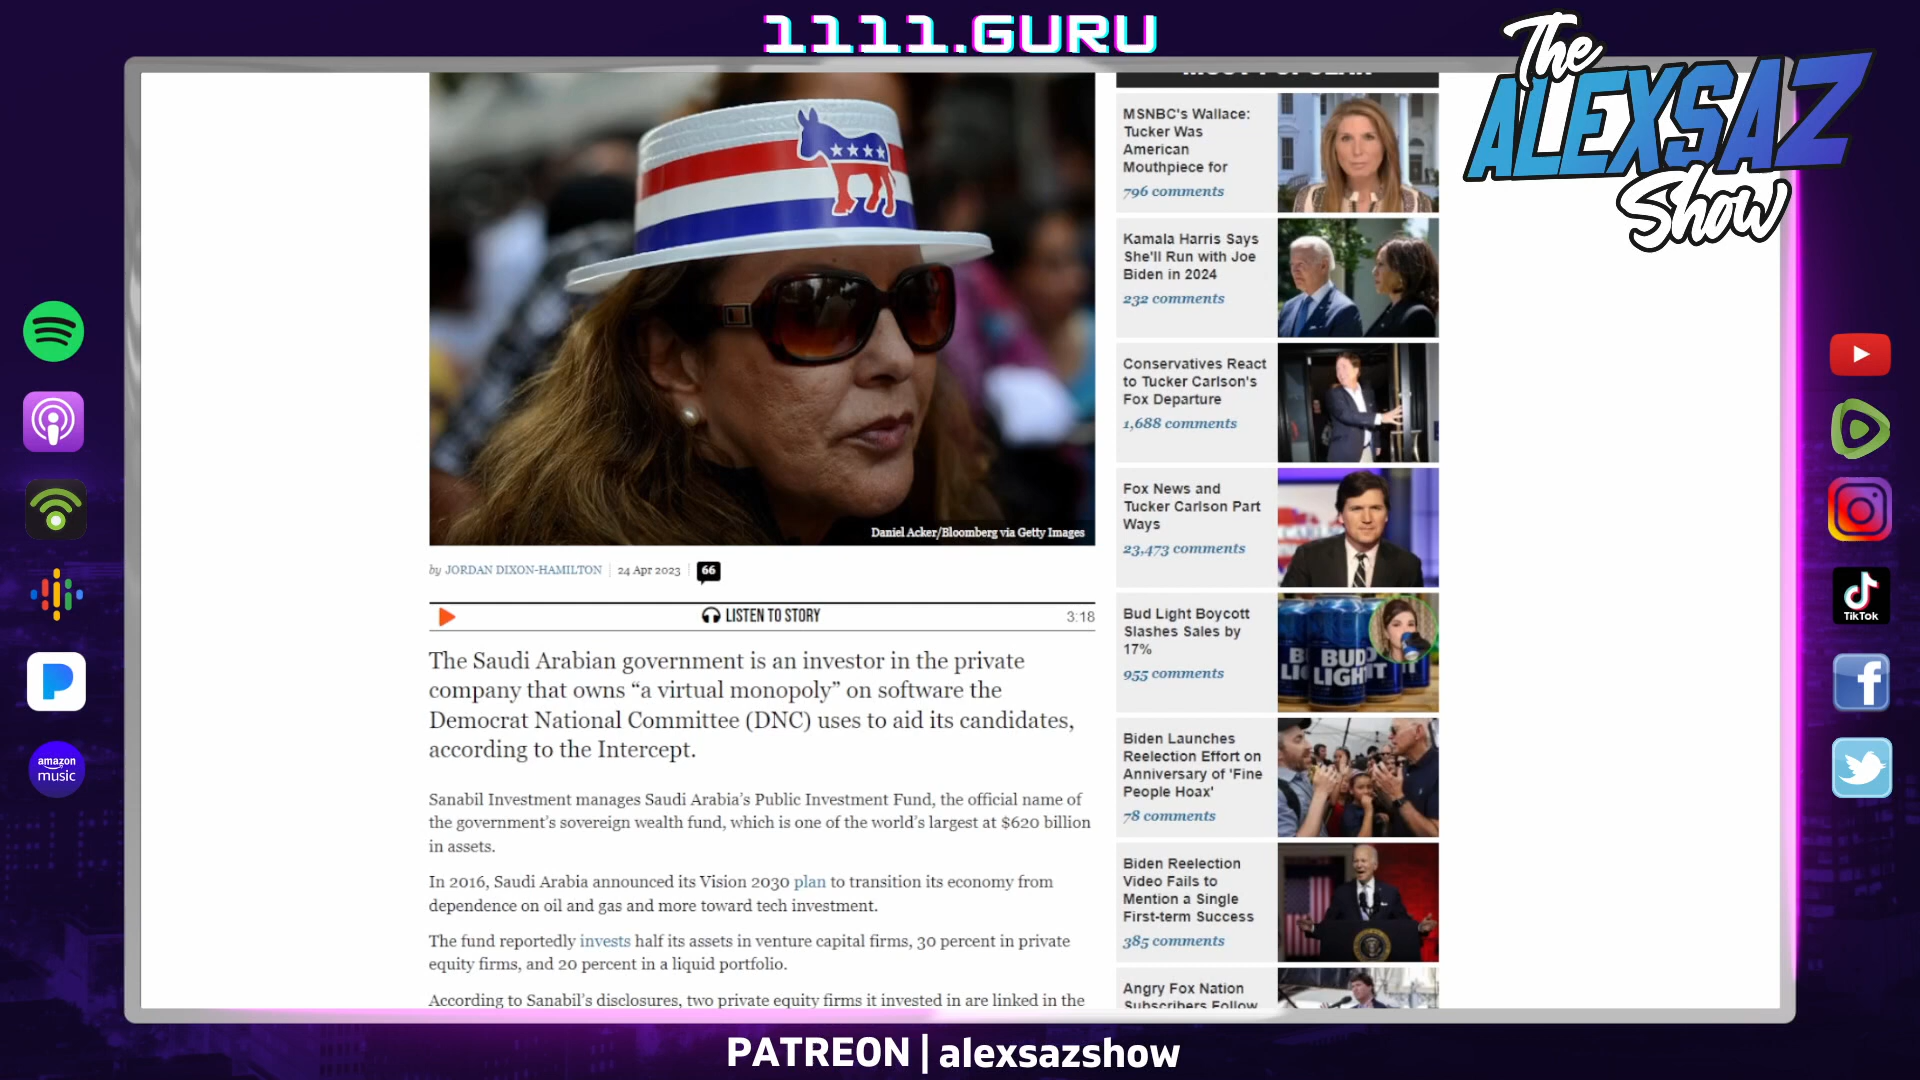 1111.GURU
The
ALEXSAZ
Show
MOST POPULAR
MSNBC's Wallace:
Tucker Was
American
Mouthpiece for
796 comments
Kamala Harris Says
She'll Run with Joe
Biden in 2024
232 comments
Conservatives React
to Tucker Carlson's
Fox Departure
1,688 comments
Fox News and
Tucker Carlson Part
Ways
23,473 comments
Bud Light Boycott
Slashes Sales by
17%
955 comments
BUD
LIGHT
Biden Launches
Reelection Effort on
Anniversary of 'Fine
People Hoax'
78 comments
Biden Reelection
Video Fails to
Mention a Single
First-term Success
385 comments
Angry Fox Nation
Subscribers Follow
Daniel Acker/Bloomberg via Getty Images
by JORDAN DIXON-HAMILTON | 24 Apr 2023 | 66
LISTEN TO STORY 3:18
The Saudi Arabian government is an investor in the private
company that owns “a virtual monopoly” on software the
Democrat National Committee (DNC) uses to aid its candidates,
according to the Intercept.
Sanabil Investment manages Saudi Arabia’s Public Investment Fund, the official name of
the government’s sovereign wealth fund, which is one of the world’s largest at $620 billion
in assets.
In 2016, Saudi Arabia announced its Vision 2030 plan to transition its economy from
dependence on oil and gas and more toward tech investment.
The fund reportedly invests half its assets in venture capital firms, 30 percent in private
equity firms, and 20 percent in a liquid portfolio.
According to Sanabil’s disclosures, two private equity firms it invested in are linked in the
amazon
music
TikTok
PATREON | alexsazshow